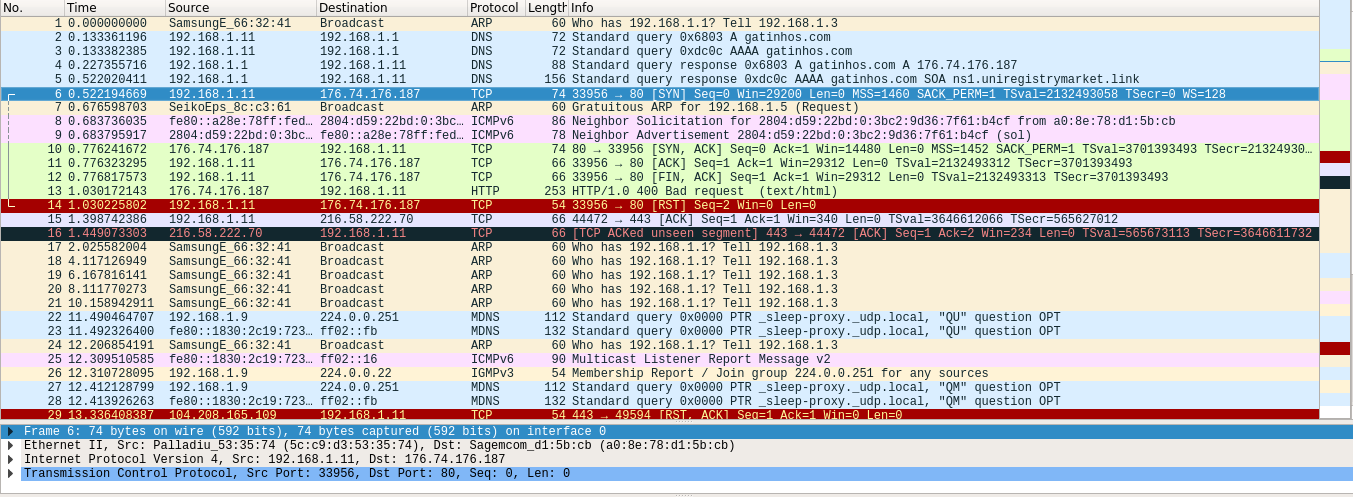 No. Time Source Destination Protocol Length Info
1 0.000000000 SamsungE_66:32:41 Broadcast ARP 60 Who has 192.168.1.1? Tell 192.168.1.3
2 0.133361196 192.168.1.11 192.168.1.1 DNS 72 Standard query 0x6803 A gatinhos.com
3 0.133382385 192.168.1.11 192.168.1.1 DNS 72 Standard query 0xdc0c AAAA gatinhos.com
4 0.227355716 192.168.1.1 192.168.1.11 DNS 88 Standard query response 0x6803 A gatinhos.com A 176.74.176.187
5 0.522020411 192.168.1.1 192.168.1.11 DNS 156 Standard query response 0xdc0c AAAA gatinhos.com SOA ns1.uniregistrymarket.link
6 0.522194669 192.168.1.11 176.74.176.187 TCP 74 33956 → 80 [SYN] Seq=0 Win=29200 Len=0 MSS=1460 SACK_PERM=1 TSval=2132493058 TSecr=0 WS=128
7 0.676598703 SeikoEps_8c:c3:61 Broadcast ARP 60 Gratuitous ARP for 192.168.1.5 (Request)
8 0.683736035 fe80::a28e:78ff:fed… 2804:d59:22bd:0:3bc… ICMPv6 86 Neighbor Solicitation for 2804:d59:22bd:0:3bc2:9d36:7f61:b4cf from a0:8e:78:d1:5b:cb
9 0.683795917 2804:d59:22bd:0:3bc… fe80::a28e:78ff:fed… ICMPv6 78 Neighbor Advertisement 2804:d59:22bd:0:3bc2:9d36:7f61:b4cf (sol)
10 0.776241672 176.74.176.187 192.168.1.11 TCP 74 80 → 33956 [SYN, ACK] Seq=0 Ack=1 Win=14480 Len=0 MSS=1452 SACK_PERM=1 TSval=3701393493 TSecr=21324930…
11 0.776323295 192.168.1.11 176.74.176.187 TCP 66 33956 → 80 [ACK] Seq=1 Ack=1 Win=29312 Len=0 TSval=2132493312 TSecr=3701393493
12 0.776817573 192.168.1.11 176.74.176.187 TCP 66 33956 → 80 [FIN, ACK] Seq=1 Ack=1 Win=29312 Len=0 TSval=2132493313 TSecr=3701393493
13 1.030172143 176.74.176.187 192.168.1.11 HTTP 253 HTTP/1.0 400 Bad request (text/html)
14 1.030225802 192.168.1.11 176.74.176.187 TCP 54 33956 → 80 [RST] Seq=2 Win=0 Len=0
15 1.398742386 192.168.1.11 216.58.222.70 TCP 66 44472 → 443 [ACK] Seq=1 Ack=1 Win=340 Len=0 TSval=3646612066 TSecr=565627012
16 1.449073303 216.58.222.70 192.168.1.11 TCP 66 [TCP ACKed unseen segment] 443 → 44472 [ACK] Seq=1 Ack=2 Win=234 Len=0 TSval=565673113 TSecr=3646611732
17 2.025582004 SamsungE_66:32:41 Broadcast ARP 60 Who has 192.168.1.1? Tell 192.168.1.3
18 4.117126949 SamsungE_66:32:41 Broadcast ARP 60 Who has 192.168.1.1? Tell 192.168.1.3
19 6.167816141 SamsungE_66:32:41 Broadcast ARP 60 Who has 192.168.1.1? Tell 192.168.1.3
20 8.111770273 SamsungE_66:32:41 Broadcast ARP 60 Who has 192.168.1.1? Tell 192.168.1.3
21 10.158942911 SamsungE_66:32:41 Broadcast ARP 60 Who has 192.168.1.1? Tell 192.168.1.3
22 11.490464707 192.168.1.9 224.0.0.251 MDNS 112 Standard query 0x0000 PTR _sleep-proxy._udp.local, "QU" question OPT
23 11.492326400 fe80::1830:2c19:723… ff02::fb MDNS 132 Standard query 0x0000 PTR _sleep-proxy._udp.local, "QU" question OPT
24 12.206854191 SamsungE_66:32:41 Broadcast ARP 60 Who has 192.168.1.1? Tell 192.168.1.3
25 12.309510585 fe80::1830:2c19:723… ff02::16 ICMPv6 90 Multicast Listener Report Message v2
26 12.310728095 192.168.1.9 224.0.0.22 IGMPv3 54 Membership Report / Join group 224.0.0.251 for any sources
27 12.412128799 192.168.1.9 224.0.0.251 MDNS 112 Standard query 0x0000 PTR _sleep-proxy._udp.local, "QM" question OPT
28 12.413926263 fe80::1830:2c19:723… ff02::fb MDNS 132 Standard query 0x0000 PTR _sleep-proxy._udp.local, "QM" question OPT
29 13.336408387 104.208.165.109 192.168.1.11 TCP 54 443 → 49594 [RST, ACK] Seq=1 Ack=1 Win=0 Len=0
Frame 6: 74 bytes on wire (592 bits), 74 bytes captured (592 bits) on interface 0
Ethernet II, Src: Palladiu_53:35:74 (5c:c9:d3:53:35:74), Dst: Sagemcom_d1:5b:cb (a0:8e:78:d1:5b:cb)
Internet Protocol Version 4, Src: 192.168.1.11, Dst: 176.74.176.187
Transmission Control Protocol, Src Port: 33956, Dst Port: 80, Seq: 0, Len: 0